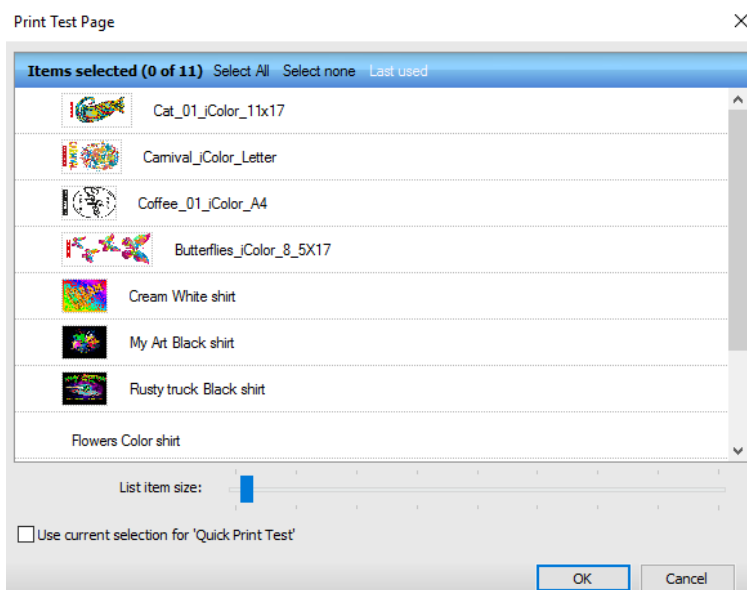 Print Test Page
Items selected (0 of 11) Select All Select none Last used
Cat_01_iColor_11x17
Carnival_iColor_Letter
Coffee_01_iColor_A4
Butterflies_iColor_8_5X17
Cream White shirt
My Art Black shirt
Rusty truck Black shirt
Flowers Color shirt
List item size:
Use current selection for 'Quick Print Test'
OK Cancel